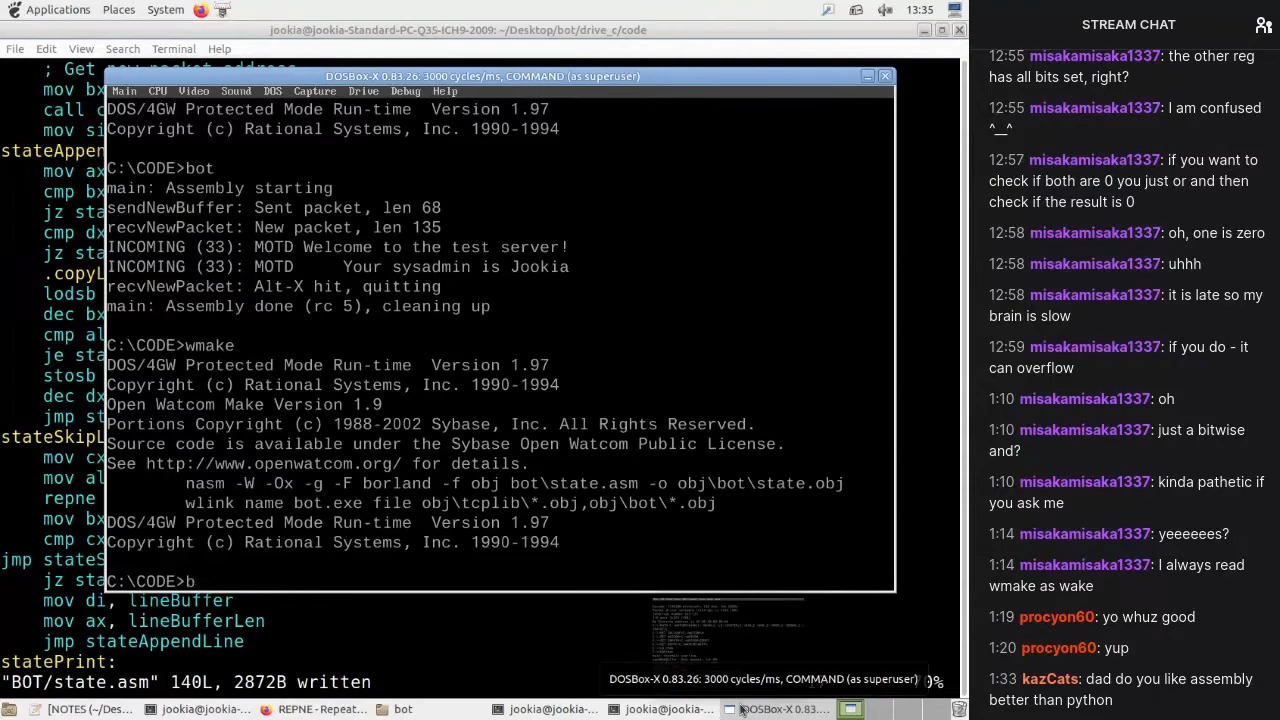 Applications Places System 13:35
jookia@jookia-Standard-PC-Q35-ICH9-2009: ~/Desktop/bot/drive_c/code
File Edit View Search Terminal Help
; Get new packet address
mov bx
call c
mov si
stateAppen
mov ax
cmp bx
jz sta
cmp dx
jz sta
.copyL
lodsb
dec bx
cmp al
je sta
stosb
dec dx
jmp st
stateSkipL
mov cx
mov al
repne
mov bx
cmp cx
jmp stateS
jz sta
mov di, lineBuffer
mov dx, lineBufferLen
jmp stateAppendLine
statePrint:
"BOT/state.asm" 140L, 2872B written
DOSBox-X 0.83.26: 3000 cycles/ms, COMMAND (as superuser)
Main CPU Video Sound DOS Capture Drive Debug Help
DOS/4GW Protected Mode Run-time Version 1.97
Copyright (c) Rational Systems, Inc. 1990-1994
C:\CODE>bot
main: Assembly starting
sendNewBuffer: Sent packet, len 68
recvNewPacket: New packet, len 135
INCOMING (33): MOTD Welcome to the test server!
INCOMING (33): MOTD Your sysadmin is Jookia
recvNewPacket: Alt-X hit, quitting
main: Assembly done (rc 5), cleaning up
C:\CODE>wmake
DOS/4GW Protected Mode Run-time Version 1.97
Copyright (c) Rational Systems, Inc. 1990-1994
Open Watcom Make Version 1.9
Portions Copyright (c) 1988-2002 Sybase, Inc. All Rights Reserved.
Source code is available under the Sybase Open Watcom Public License.
See http://www.openwatcom.org/ for details.
nasm -W -Ox -g -F borland -f obj bot\state.asm -o obj\bot\state.obj
wlink name bot.exe file obj\tcplib\*.obj,obj\bot\*.obj
DOS/4GW Protected Mode Run-time Version 1.97
Copyright (c) Rational Systems, Inc. 1990-1994
C:\CODE>b
DOSBox-X 0.83.26: 3000 cycles/ms, COMMAND (as superuser)
[NOTES (~/Des... jookia@jookia-... REPNE - Repeat... bot jookia@jookia-... jookia@jookia-... DOSBox-X 0.83...
STREAM CHAT
12:55 misakamisaka1337: the other reg
has all bits set, right?
12:55 misakamisaka1337: I am confused
^__^
12:57 misakamisaka1337: if you want to
check if both are 0 you just or and then
check if the result is 0
12:58 misakamisaka1337: oh, one is zero
12:58 misakamisaka1337: uhhh
12:58 misakamisaka1337: it is late so my
brain is slow
12:59 misakamisaka1337: if you do - it
can overflow
1:10 misakamisaka1337: oh
1:10 misakamisaka1337: just a bitwise
and?
1:10 misakamisaka1337: kinda pathetic if
you ask me
1:14 misakamisaka1337: yeeeeees?
1:14 misakamisaka1337: I always read
wmake as wake
1:19 procyon60: inb4 muz prod
1:20 procyon60: yup
1:33 kazCats: dad do you like assembly
better than python